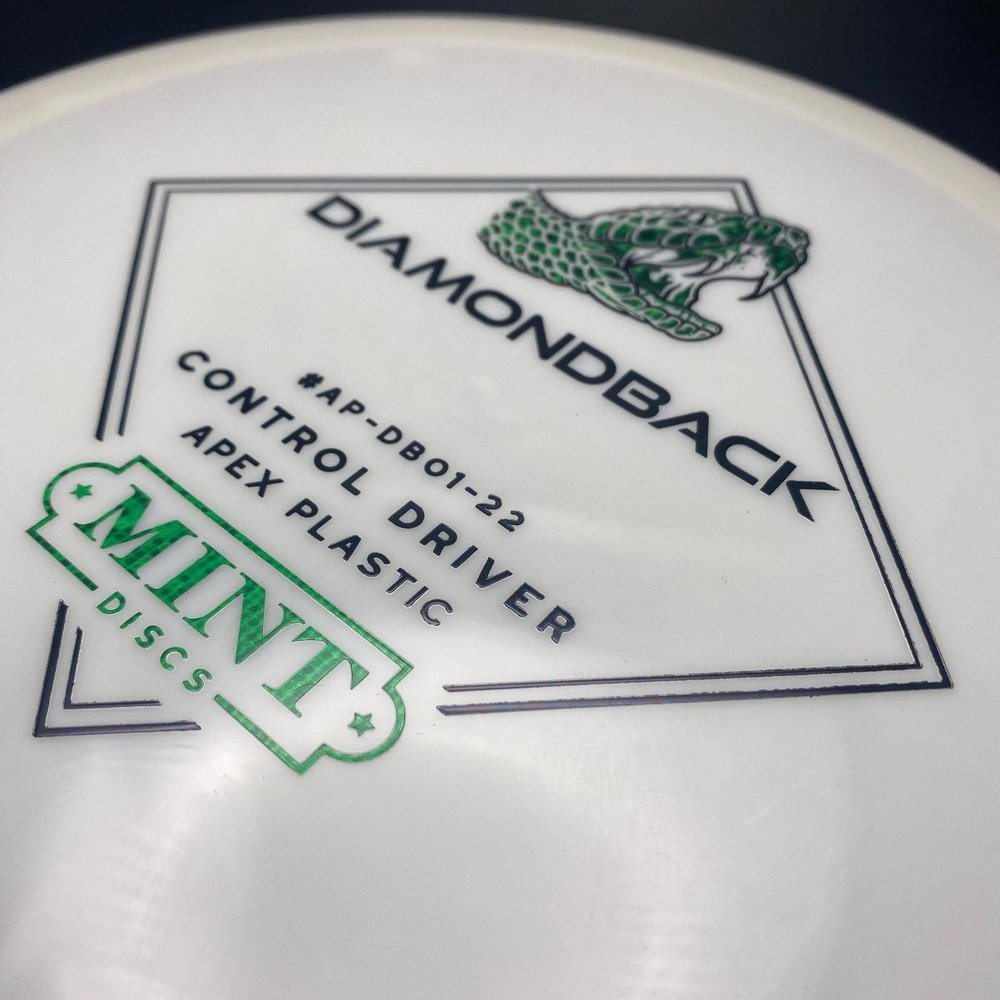 DIAMONDBACK
#AP-DB01-22
CONTROL DRIVER
APEX PLASTIC
MINT
DISCS